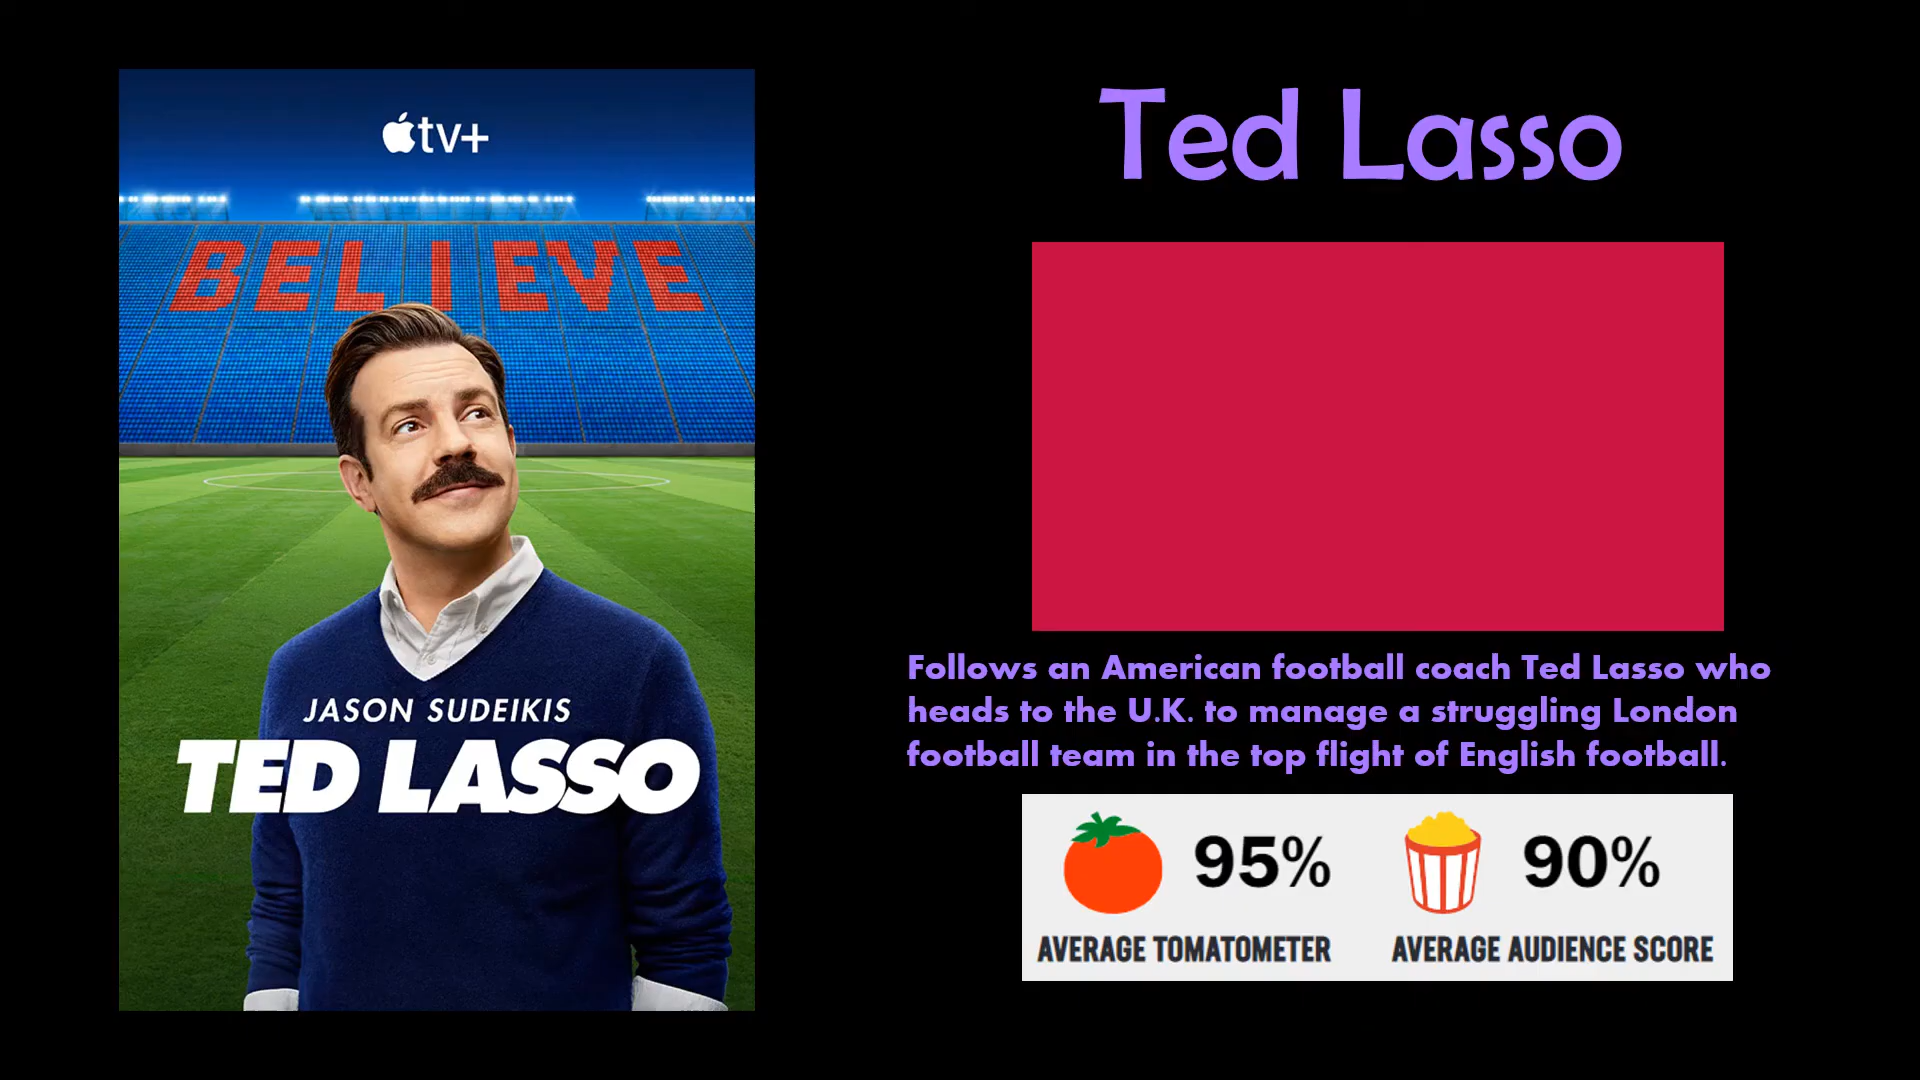 tv+
BELIEVE
JASON SUDEIKIS
TED LASSO
Ted Lasso
Follows an American football coach Ted Lasso who
heads to the U.K. to manage a struggling London
football team in the top flight of English football.
95% 90%
AVERAGE TOMATOMETER AVERAGE AUDIENCE SCORE